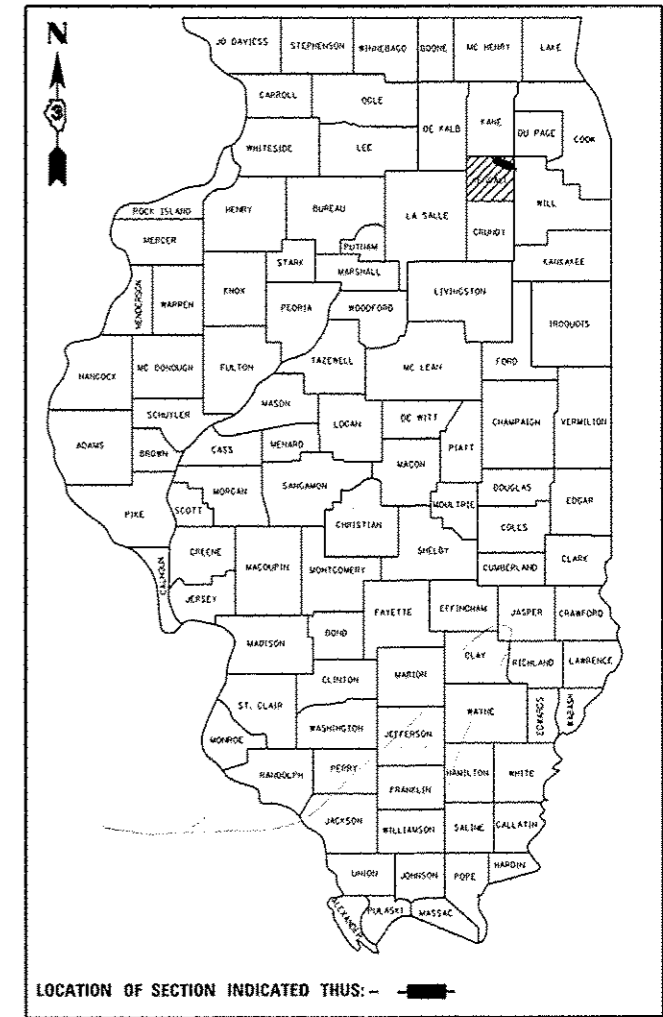 N
JO DAVIESS STEPHENSON WINNEBAGO BOONE MC HENRY LAKE
CARROLL OGLE DE KALB KANE DU PAGE COOK
WHITESIDE LEE
ROCK ISLAND HENRY BUREAU LA SALLE KENDALL WILL
MERCER PUTNAM GRUNDY
STARK MARSHALL KANKAKEE
HENDERSON WARREN KNOX PEORIA WOODFORD LIVINGSTON IROQUOIS
HANCOCK MC DONOUGH FULTON TAZEWELL MC LEAN FORD
SCHUYLER MASON LOGAN DE WITT CHAMPAIGN VERMILION
ADAMS BROWN CASS MENARD MACON PIATT
PIKE SCOTT MORGAN SANGAMON CHRISTIAN MOULTRIE DOUGLAS EDGAR
COLES
CALHOUN GREENE MACOUPIN MONTGOMERY SHELBY CUMBERLAND CLARK
JERSEY FAYETTE EFFINGHAM JASPER CRAWFORD
MADISON BOND CLAY RICHLAND LAWRENCE
CLINTON MARION
ST. CLAIR WASHINGTON JEFFERSON WAYNE EDWARDS WABASH
MONROE
RANDOLPH PERRY FRANKLIN HAMILTON WHITE
JACKSON WILLIAMSON SALINE GALLATIN
UNION JOHNSON POPE HARDIN
ALEXANDER PULASKI MASSAC
LOCATION OF SECTION INDICATED THUS: -